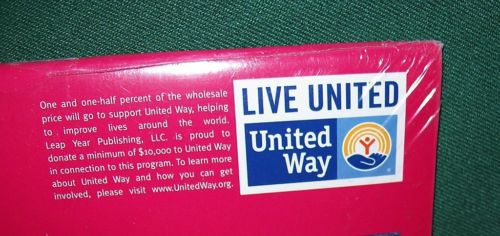 One and one-half percent of the wholesale
price will go to support United Way, helping
to improve lives around the world.
Leap Year Publishing, LLC. is proud to
donate a minimum of $10,000 to United Way
in connection to this program. To learn more
about United Way and how you can get
involved, please visit www.UnitedWay.org.
LIVE UNITED
United
Way